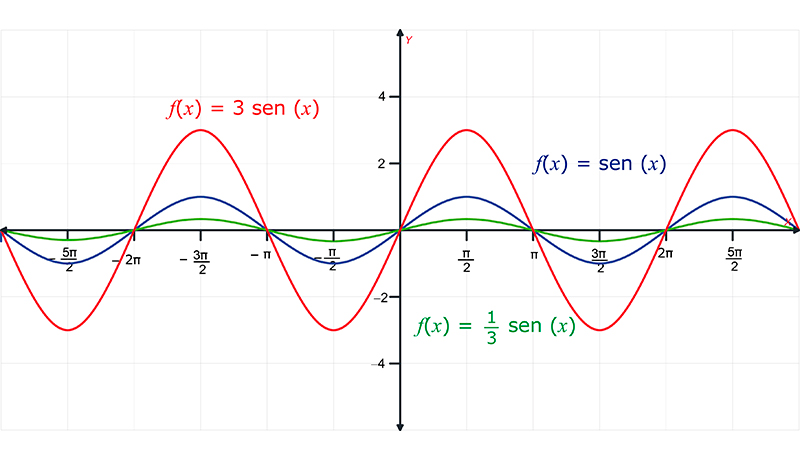 Y
4
f(x) = 3 sen (x)
2
f(x) = sen (x)
X
− 5π/2
− 2π
− 3π/2
− π
− π/2
π/2
π
3π/2
2π
5π/2
−2
f(x) = 1/3 sen (x)
−4